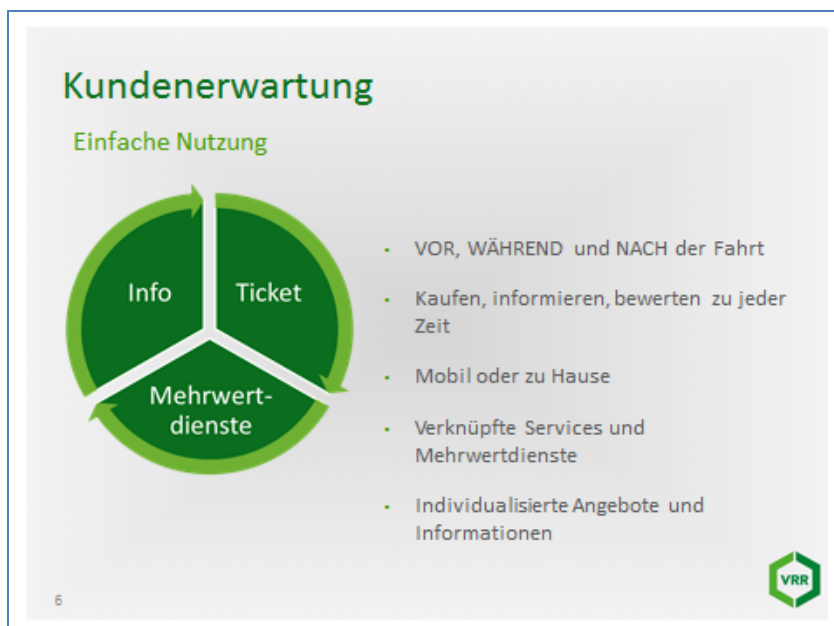 Kundenerwartung
Einfache Nutzung
Info
Ticket
Mehrwert-
dienste
VOR, WÄHREND und NACH der Fahrt
Kaufen, informieren, bewerten zu jeder
Zeit
Mobil oder zu Hause
Verknüpfte Services und
Mehrwertdienste
Individualisierte Angebote und
Informationen
6
VRR